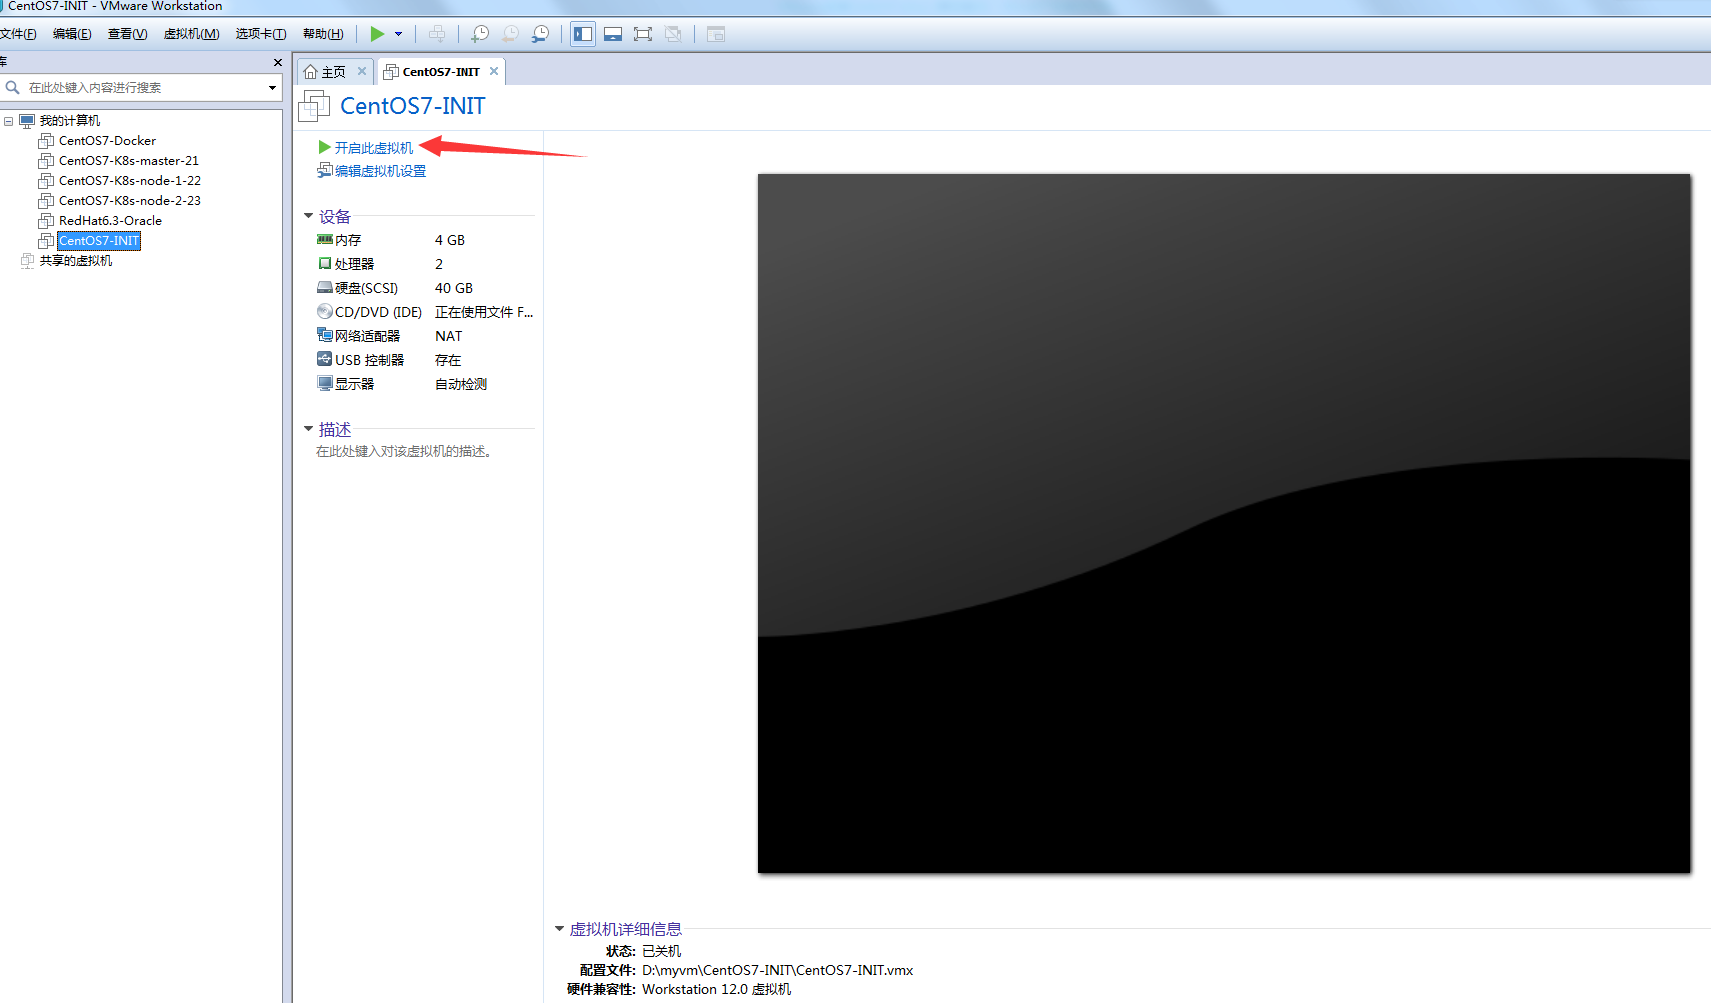 CentOS7-INIT - VMware Workstation
文件(F) 编辑(E) 查看(V) 虚拟机(M) 选项卡(T) 帮助(H)
库
在此处键入内容进行搜索
我的计算机
CentOS7-Docker
CentOS7-K8s-master-21
CentOS7-K8s-node-1-22
CentOS7-K8s-node-2-23
RedHat6.3-Oracle
CentOS7-INIT
共享的虚拟机
主页 CentOS7-INIT
CentOS7-INIT
开启此虚拟机
编辑虚拟机设置
设备
内存 4 GB
处理器 2
硬盘(SCSI) 40 GB
CD/DVD (IDE) 正在使用文件 F...
网络适配器 NAT
USB 控制器 存在
显示器 自动检测
描述
在此处键入对该虚拟机的描述。
虚拟机详细信息
状态: 已关机
配置文件: D:\myvm\CentOS7-INIT\CentOS7-INIT.vmx
硬件兼容性: Workstation 12.0 虚拟机